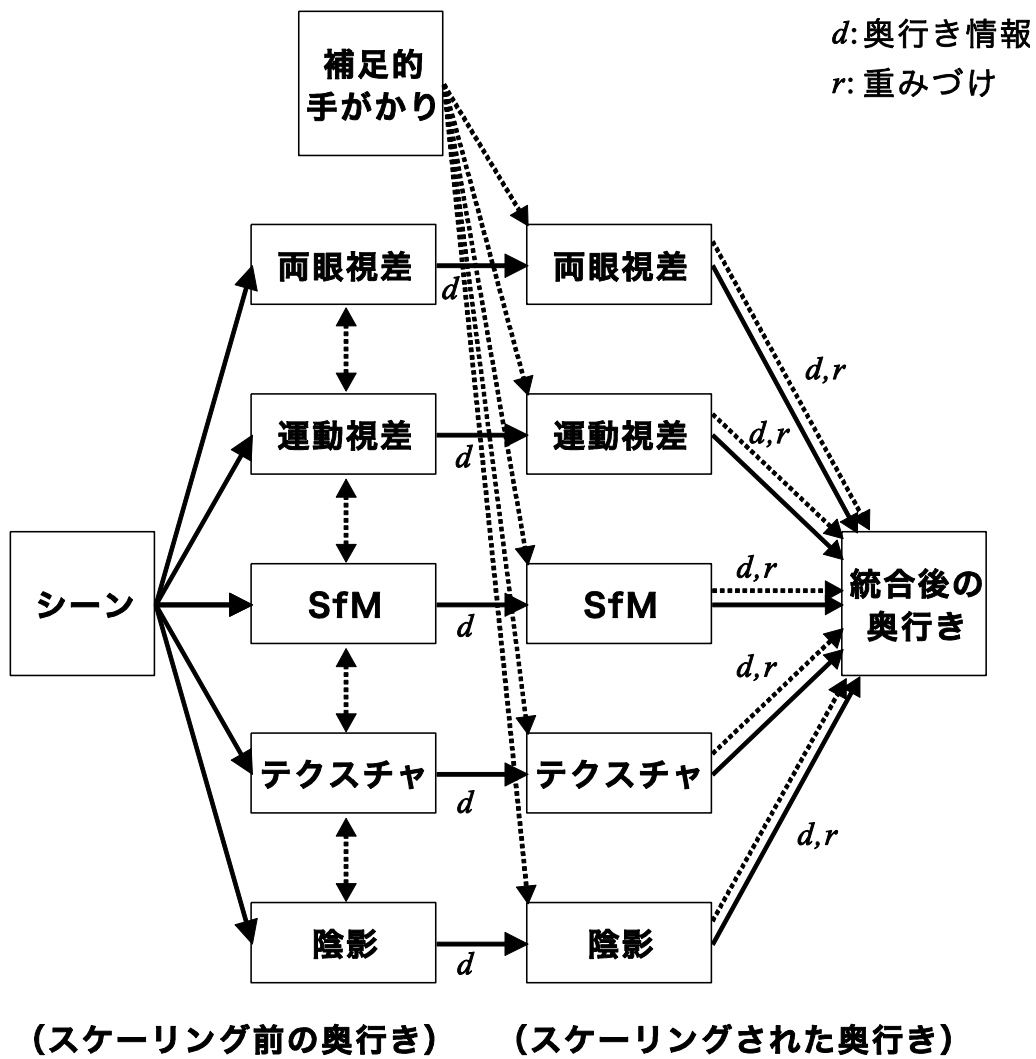 d: 奥行き情報
r: 重みづけ
補足的
手がかり
両眼視差
d
両眼視差
d,r
運動視差
d
運動視差
d,r
シーン
SfM
d
SfM
d,r
統合後の
奥行き
テクスチャ
d
テクスチャ
d,r
陰影
d
陰影
d,r
（スケーリング前の奥行き）
（スケーリングされた奥行き）